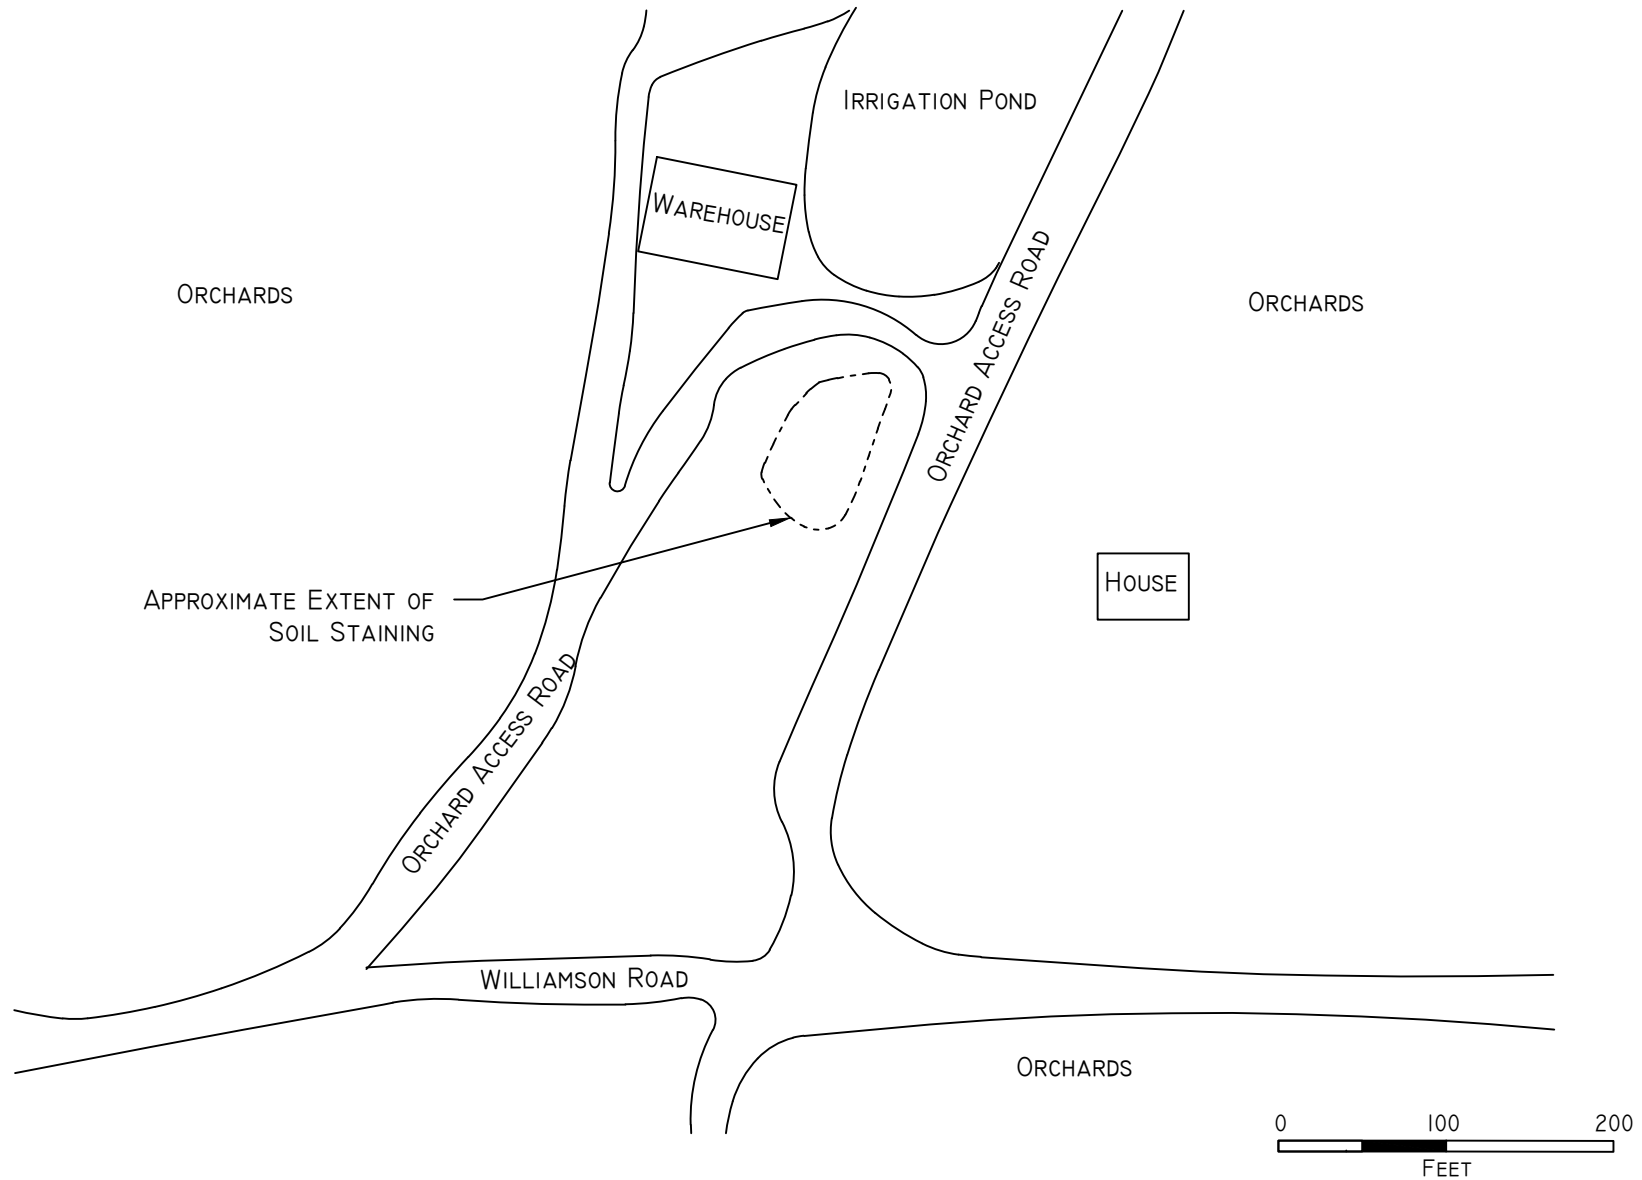 IRRIGATION POND
WAREHOUSE
ORCHARDS
ORCHARDS
ORCHARD ACCESS ROAD
HOUSE
APPROXIMATE EXTENT OF
SOIL STAINING
ORCHARD ACCESS ROAD
WILLIAMSON ROAD
ORCHARDS
0 100 200
FEET